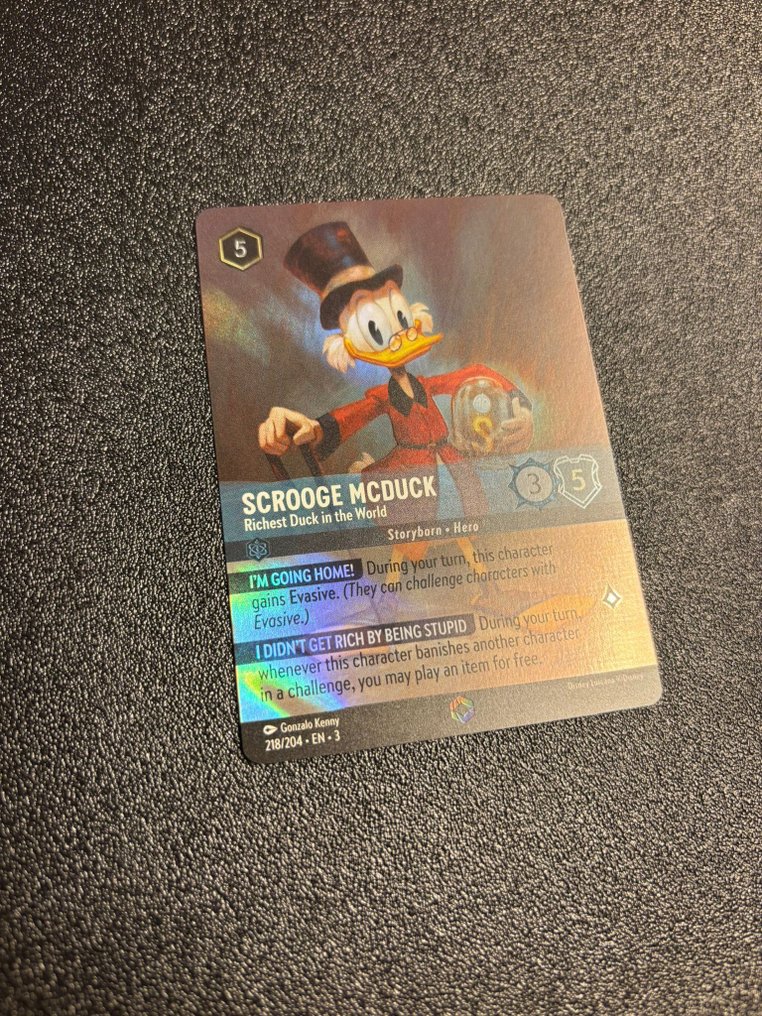 5
SCROOGE MCDUCK
Richest Duck in the World
3 5
Storyborn • Hero
I'M GOING HOME! During your turn, this character
gains Evasive. (They can challenge characters with
Evasive.)
I DIDN'T GET RICH BY BEING STUPID During your turn,
whenever this character banishes another character
in a challenge, you may play an item for free.
Gonzalo Kenny
218/204 • EN • 3
Disney Lorcana ©Disney